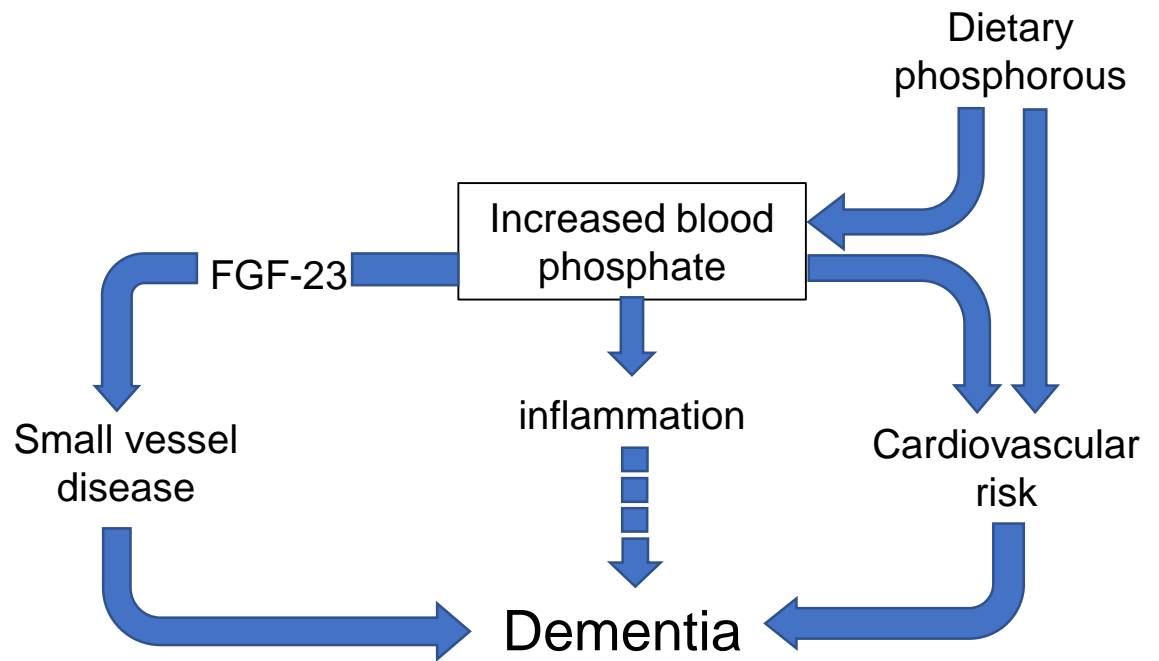 Dietary
phosphorous
Increased blood
phosphate
FGF-23
inflammation
Small vessel
disease
Cardiovascular
risk
Dementia